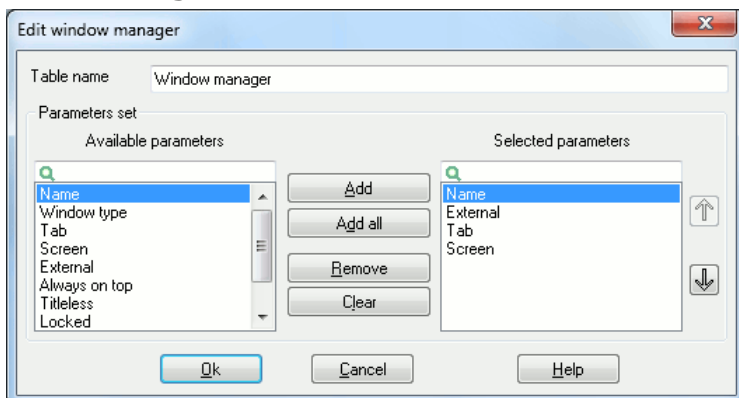 Edit window manager
Table name
Window manager
Parameters set
Available parameters
Selected parameters
Name
Window type
Tab
Screen
External
Always on top
Titleless
Locked
Add
Add all
Remove
Clear
Name
External
Tab
Screen
Ok
Cancel
Help